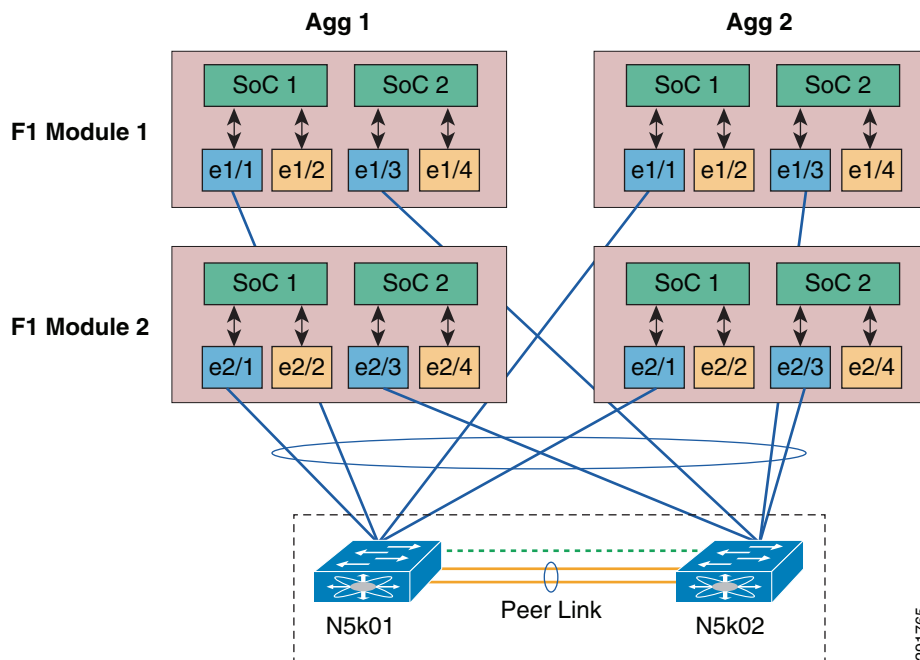 Agg 1 Agg 2
F1 Module 1
SoC 1 SoC 2 SoC 1 SoC 2
e1/1 e1/2 e1/3 e1/4 e1/1 e1/2 e1/3 e1/4
F1 Module 2
SoC 1 SoC 2 SoC 1 SoC 2
e2/1 e2/2 e2/3 e2/4 e2/1 e2/2 e2/3 e2/4
Peer Link
N5k01 N5k02